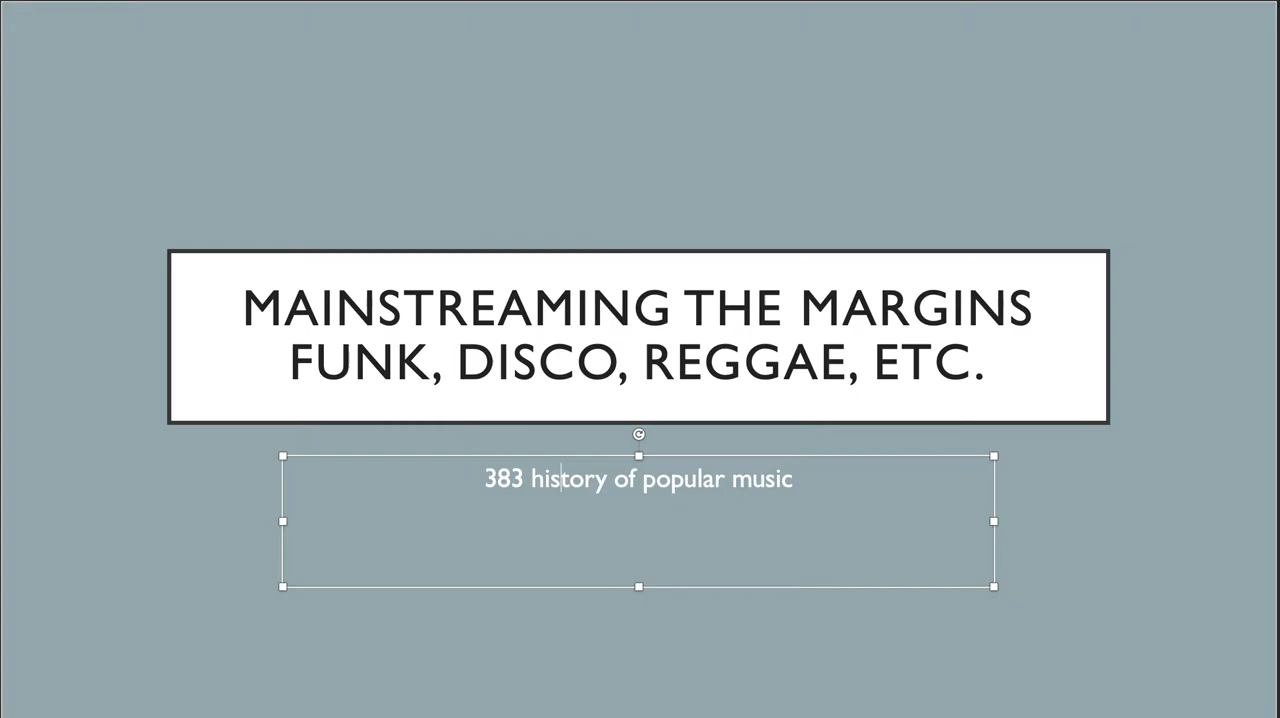 MAINSTREAMING THE MARGINS
FUNK, DISCO, REGGAE, ETC.
383 history of popular music